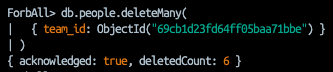 ForbAll> db.people.deleteMany(
|   { team_id: ObjectId("69cb1d23fd64ff05baa71bbe") }
| )
{ acknowledged: true, deletedCount: 6 }